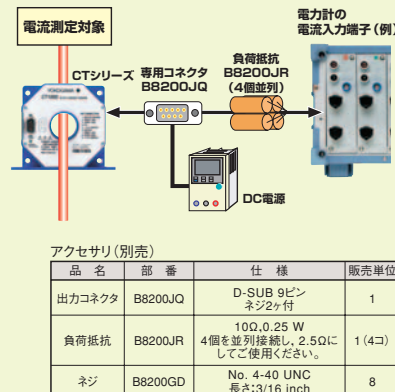 電流測定対象
電力計の
電流入力端子（例）
CTシリーズ
専用コネクタ
B8200JQ
負荷抵抗
B8200JR
（4個並列）
YOKOGAWA
DC電源
アクセサリ（別売）
品 名 部 番 仕 様 販売単位
出力コネクタ B8200JQ D-SUB 9ピン
ネジ2ヶ付 1
負荷抵抗 B8200JR 10Ω,0.25 W
4個を並列接続し，2.5Ωに
してご使用ください。 1（4コ）
ネジ B8200GD No. 4-40 UNC
長さ:3/16 inch 8